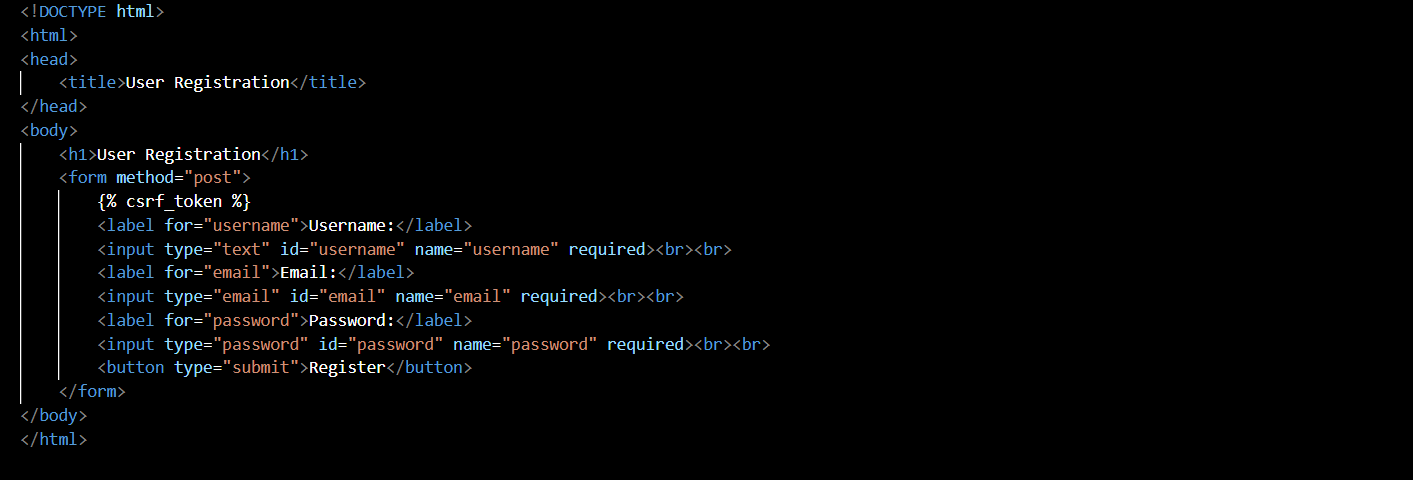 <!DOCTYPE html>
<html>
<head>
    <title>User Registration</title>
</head>
<body>
    <h1>User Registration</h1>
    <form method="post">
        {% csrf_token %}
        <label for="username">Username:</label>
        <input type="text" id="username" name="username" required><br><br>
        <label for="email">Email:</label>
        <input type="email" id="email" name="email" required><br><br>
        <label for="password">Password:</label>
        <input type="password" id="password" name="password" required><br><br>
        <button type="submit">Register</button>
    </form>
</body>
</html>